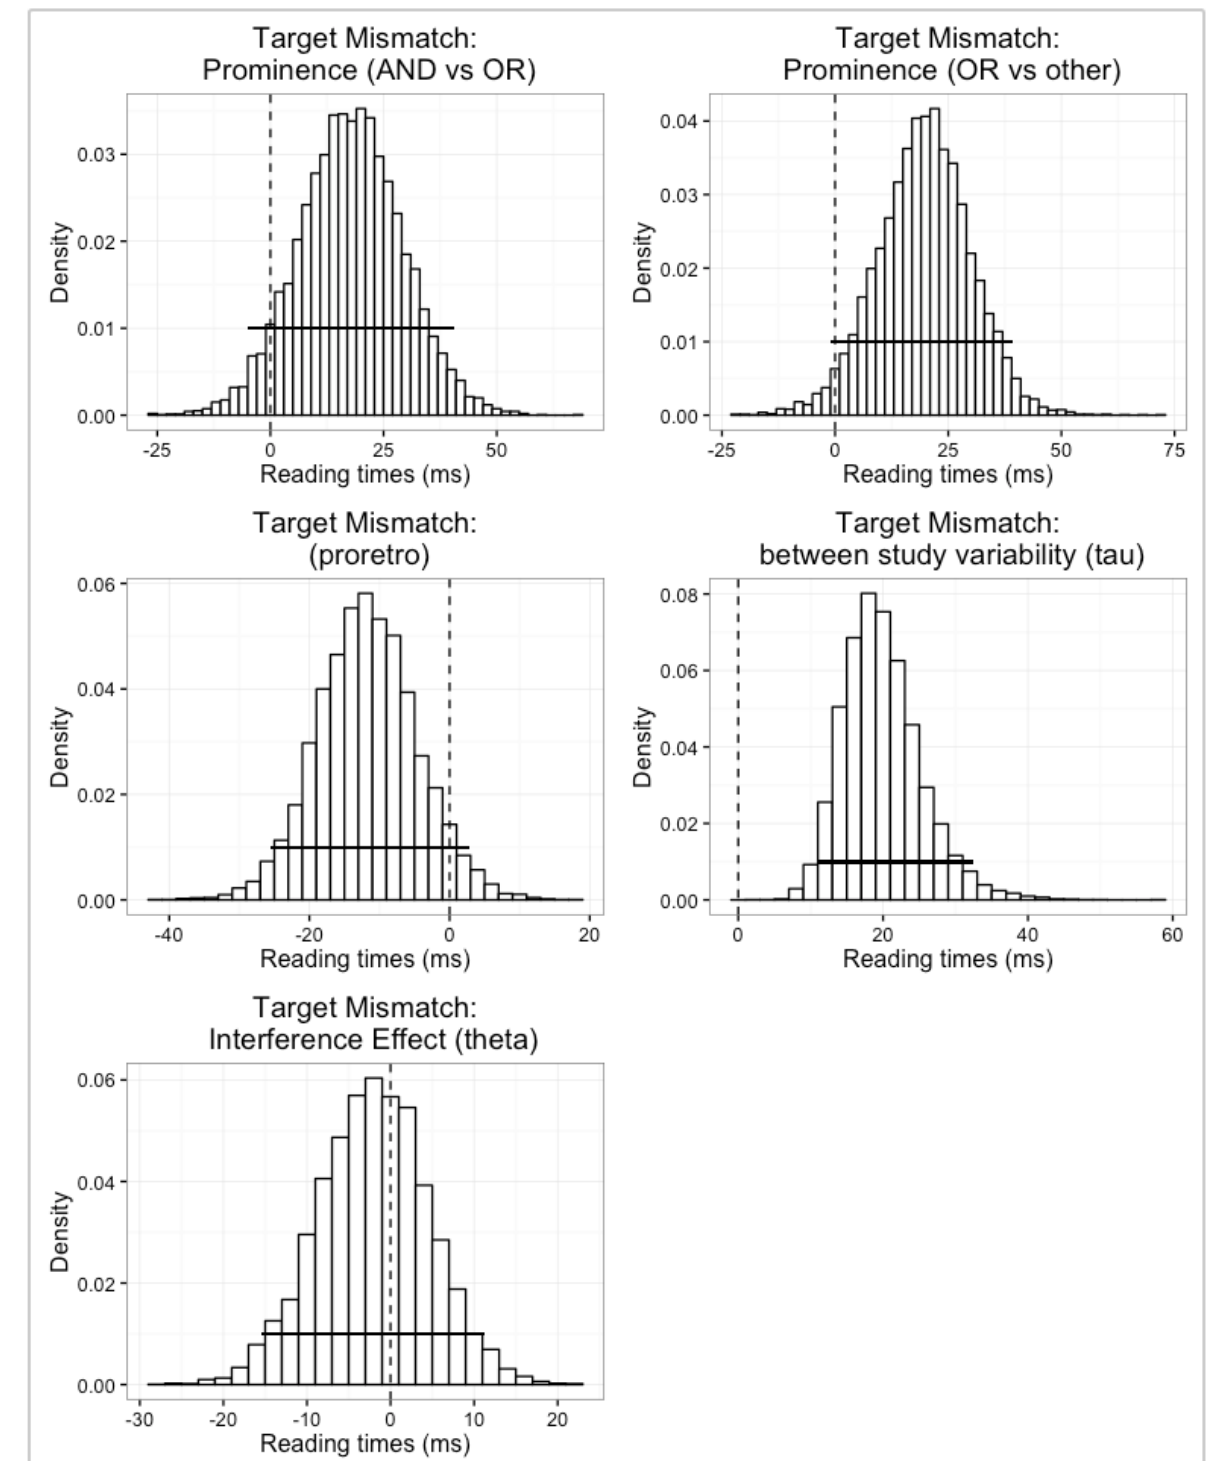 Target Mismatch:
Prominence (AND vs OR)
Density
0.03
0.02
0.01
0.00
-25
0
25
50
Reading times (ms)
Target Mismatch:
Prominence (OR vs other)
Density
0.04
0.03
0.02
0.01
0.00
-25
0
25
50
75
Reading times (ms)
Target Mismatch:
(proretro)
Density
0.06
0.04
0.02
0.00
-40
-20
0
20
Reading times (ms)
Target Mismatch:
between study variability (tau)
Density
0.08
0.06
0.04
0.02
0.00
0
20
40
60
Reading times (ms)
Target Mismatch:
Interference Effect (theta)
Density
0.06
0.04
0.02
0.00
-30
-20
-10
0
10
20
Reading times (ms)